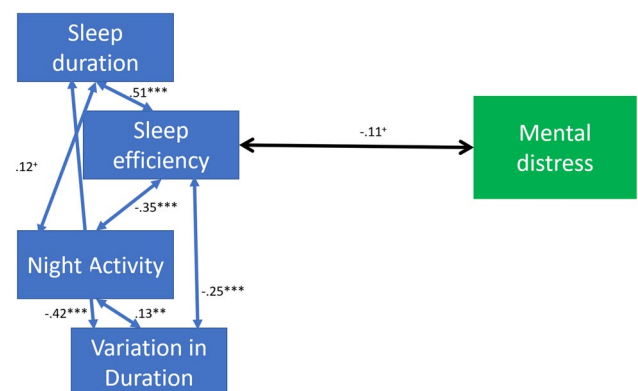 Sleep
duration
.51***
Sleep
efficiency
-.11⁺
Mental
distress
.12⁺
-.35***
Night Activity
-.25***
-.42***
.13**
Variation in
Duration